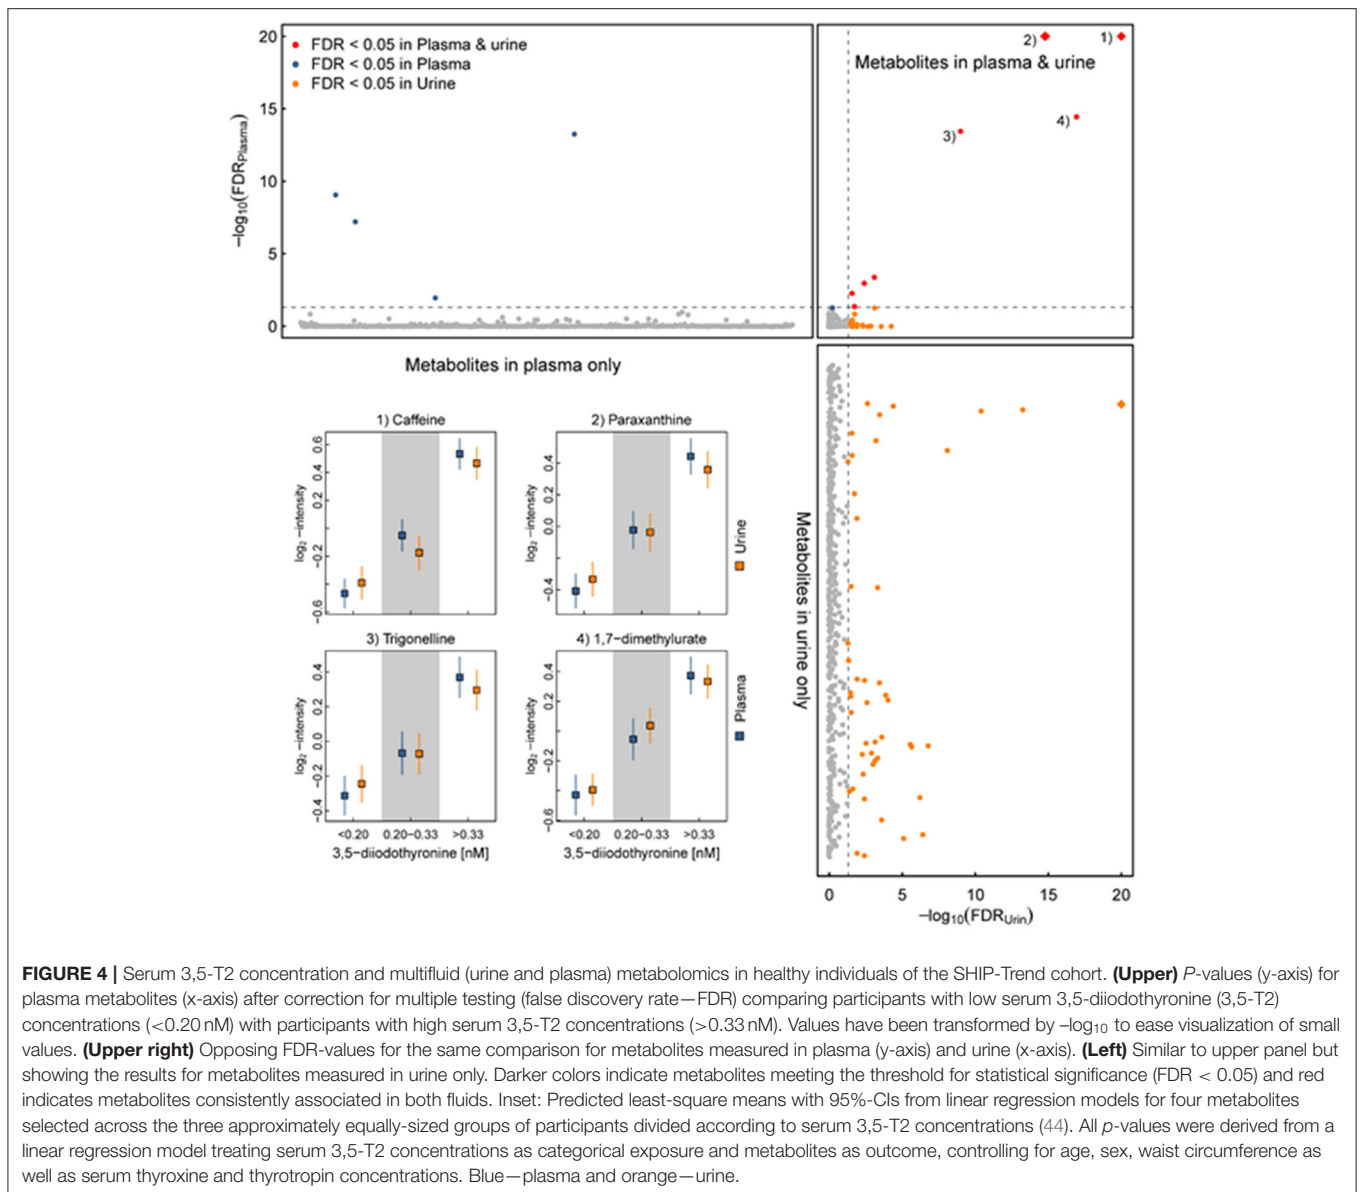 20
15
10
5
0
−log10(FDRPlasma)
FDR < 0.05 in Plasma & urine
FDR < 0.05 in Plasma
FDR < 0.05 in Urine
2)
1)
Metabolites in plasma & urine
3)
4)
Metabolites in plasma only
1) Caffeine
0.6
0.4
0.2
−0.2
−0.6
log2 −intensity
2) Paraxanthine
0.4
0.2
0.0
−0.4
log2 −intensity
Urine
3) Trigonelline
0.4
0.2
0.0
−0.2
−0.4
log2 −intensity
<0.20
0.20−0.33
>0.33
3,5−diiodothyronine [nM]
4) 1,7−dimethylurate
0.4
0.2
−0.2
−0.6
log2 −intensity
<0.20
0.20−0.33
>0.33
3,5−diiodothyronine [nM]
Plasma
Metabolites in urine only
0
5
10
15
20
−log10(FDRUrin)
FIGURE 4 | Serum 3,5-T2 concentration and multifluid (urine and plasma) metabolomics in healthy individuals of the SHIP-Trend cohort. (Upper) P-values (y-axis) for
plasma metabolites (x-axis) after correction for multiple testing (false discovery rate—FDR) comparing participants with low serum 3,5-diiodothyronine (3,5-T2)
concentrations (<0.20 nM) with participants with high serum 3,5-T2 concentrations (>0.33 nM). Values have been transformed by –log10 to ease visualization of small
values. (Upper right) Opposing FDR-values for the same comparison for metabolites measured in plasma (y-axis) and urine (x-axis). (Left) Similar to upper panel but
showing the results for metabolites measured in urine only. Darker colors indicate metabolites meeting the threshold for statistical significance (FDR < 0.05) and red
indicates metabolites consistently associated in both fluids. Inset: Predicted least-square means with 95%-CIs from linear regression models for four metabolites
selected across the three approximately equally-sized groups of participants divided according to serum 3,5-T2 concentrations (44). All p-values were derived from a
linear regression model treating serum 3,5-T2 concentrations as categorical exposure and metabolites as outcome, controlling for age, sex, waist circumference as
well as serum thyroxine and thyrotropin concentrations. Blue—plasma and orange—urine.